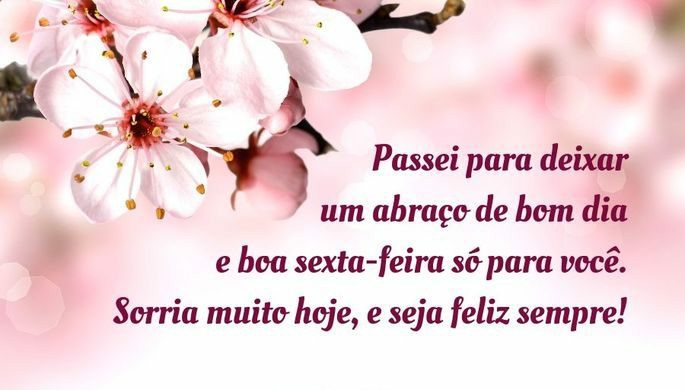 Passei para deixar
um abraço de bom dia
e boa sexta-feira só para você.
Sorria muito hoje, e seja feliz sempre!